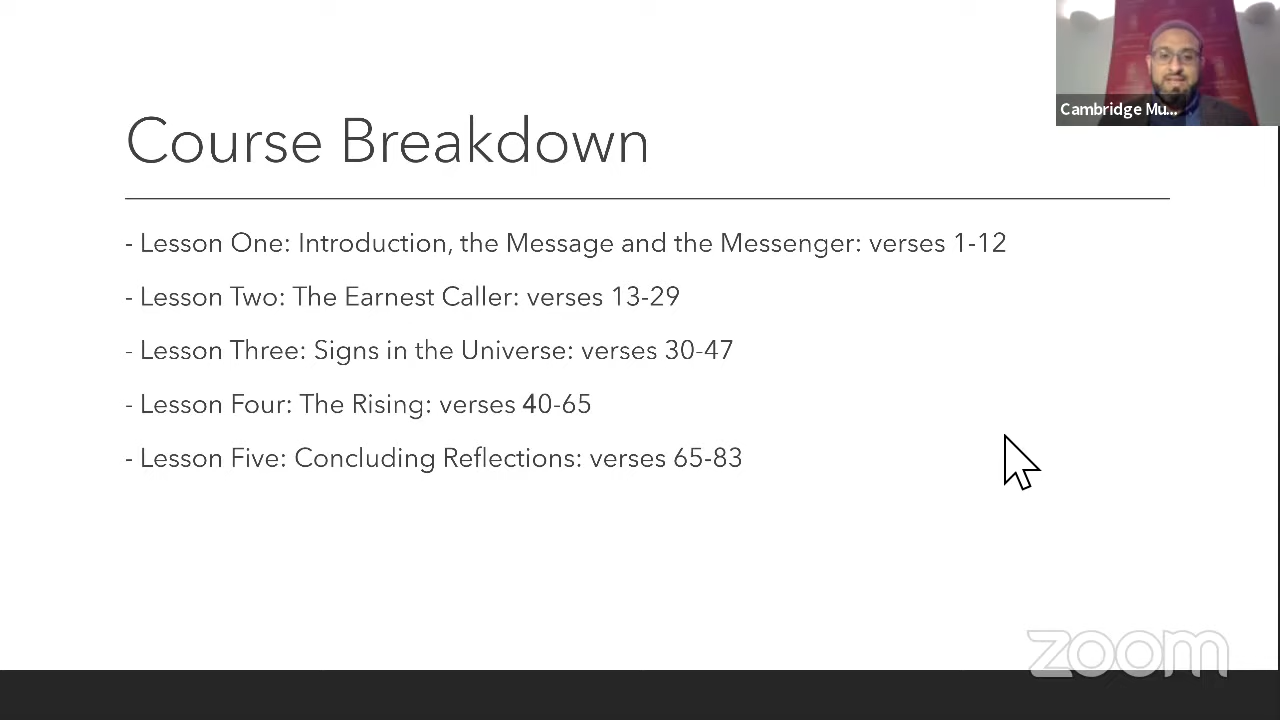 Cambridge Mu...
Course Breakdown
- Lesson One: Introduction, the Message and the Messenger: verses 1-12
- Lesson Two: The Earnest Caller: verses 13-29
- Lesson Three: Signs in the Universe: verses 30-47
- Lesson Four: The Rising: verses 40-65
- Lesson Five: Concluding Reflections: verses 65-83
zoom